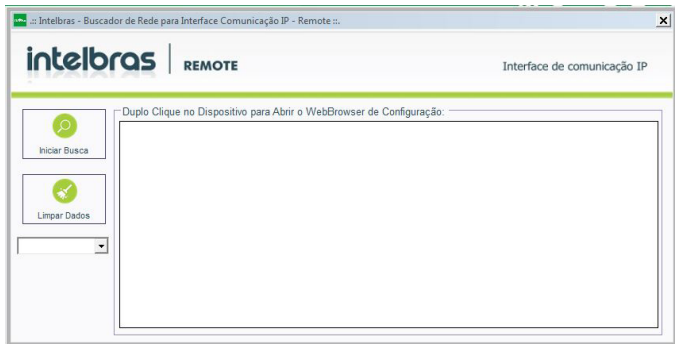 .:: Intelbras - Buscador de Rede para Interface Comunicação IP - Remote ::.
intelbras
REMOTE
Interface de comunicação IP
Duplo Clique no Dispositivo para Abrir o WebBrowser de Configuração:
Iniciar Busca
Limpar Dados